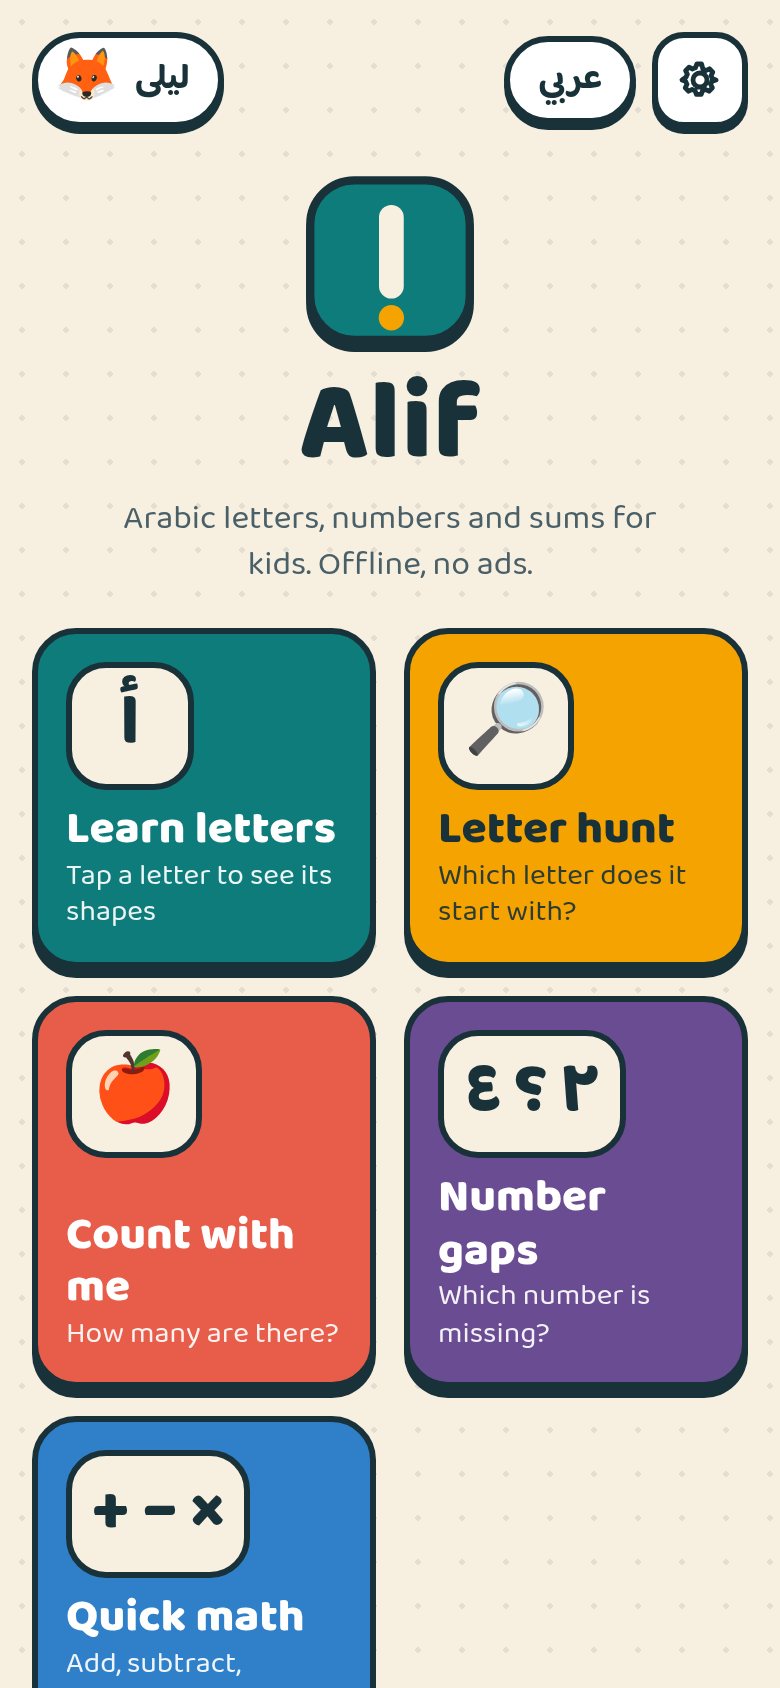 ليلى
عربي
Alif
Arabic letters, numbers and sums for
kids. Offline, no ads.
أ
Learn letters
Tap a letter to see its
shapes
Letter hunt
Which letter does it
start with?
Count with
me
How many are there?
٢ ؟ ٤
Number
gaps
Which number is
missing?
+ − ×
Quick math
Add, subtract,